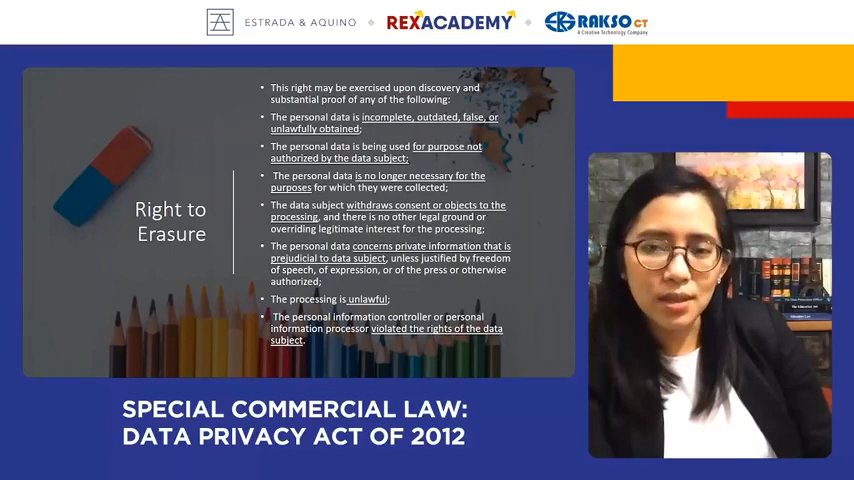 ESTRADA & AQUINO
REXACADEMY
RAKSO CT
A Creative Technology Company
• This right may be exercised upon discovery and
substantial proof of any of the following:
• The personal data is incomplete, outdated, false, or
unlawfully obtained;
• The personal data is being used for purpose not
authorized by the data subject;
• The personal data is no longer necessary for the
purposes for which they were collected;
• The data subject withdraws consent or objects to the
processing, and there is no other legal ground or
overriding legitimate interest for the processing;
• The personal data concerns private information that is
prejudicial to data subject, unless justified by freedom
of speech, of expression, or of the press or otherwise
authorized;
• The processing is unlawful;
• The personal information controller or personal
information processor violated the rights of the data
subject.
Right to
Erasure
SPECIAL COMMERCIAL LAW:
DATA PRIVACY ACT OF 2012